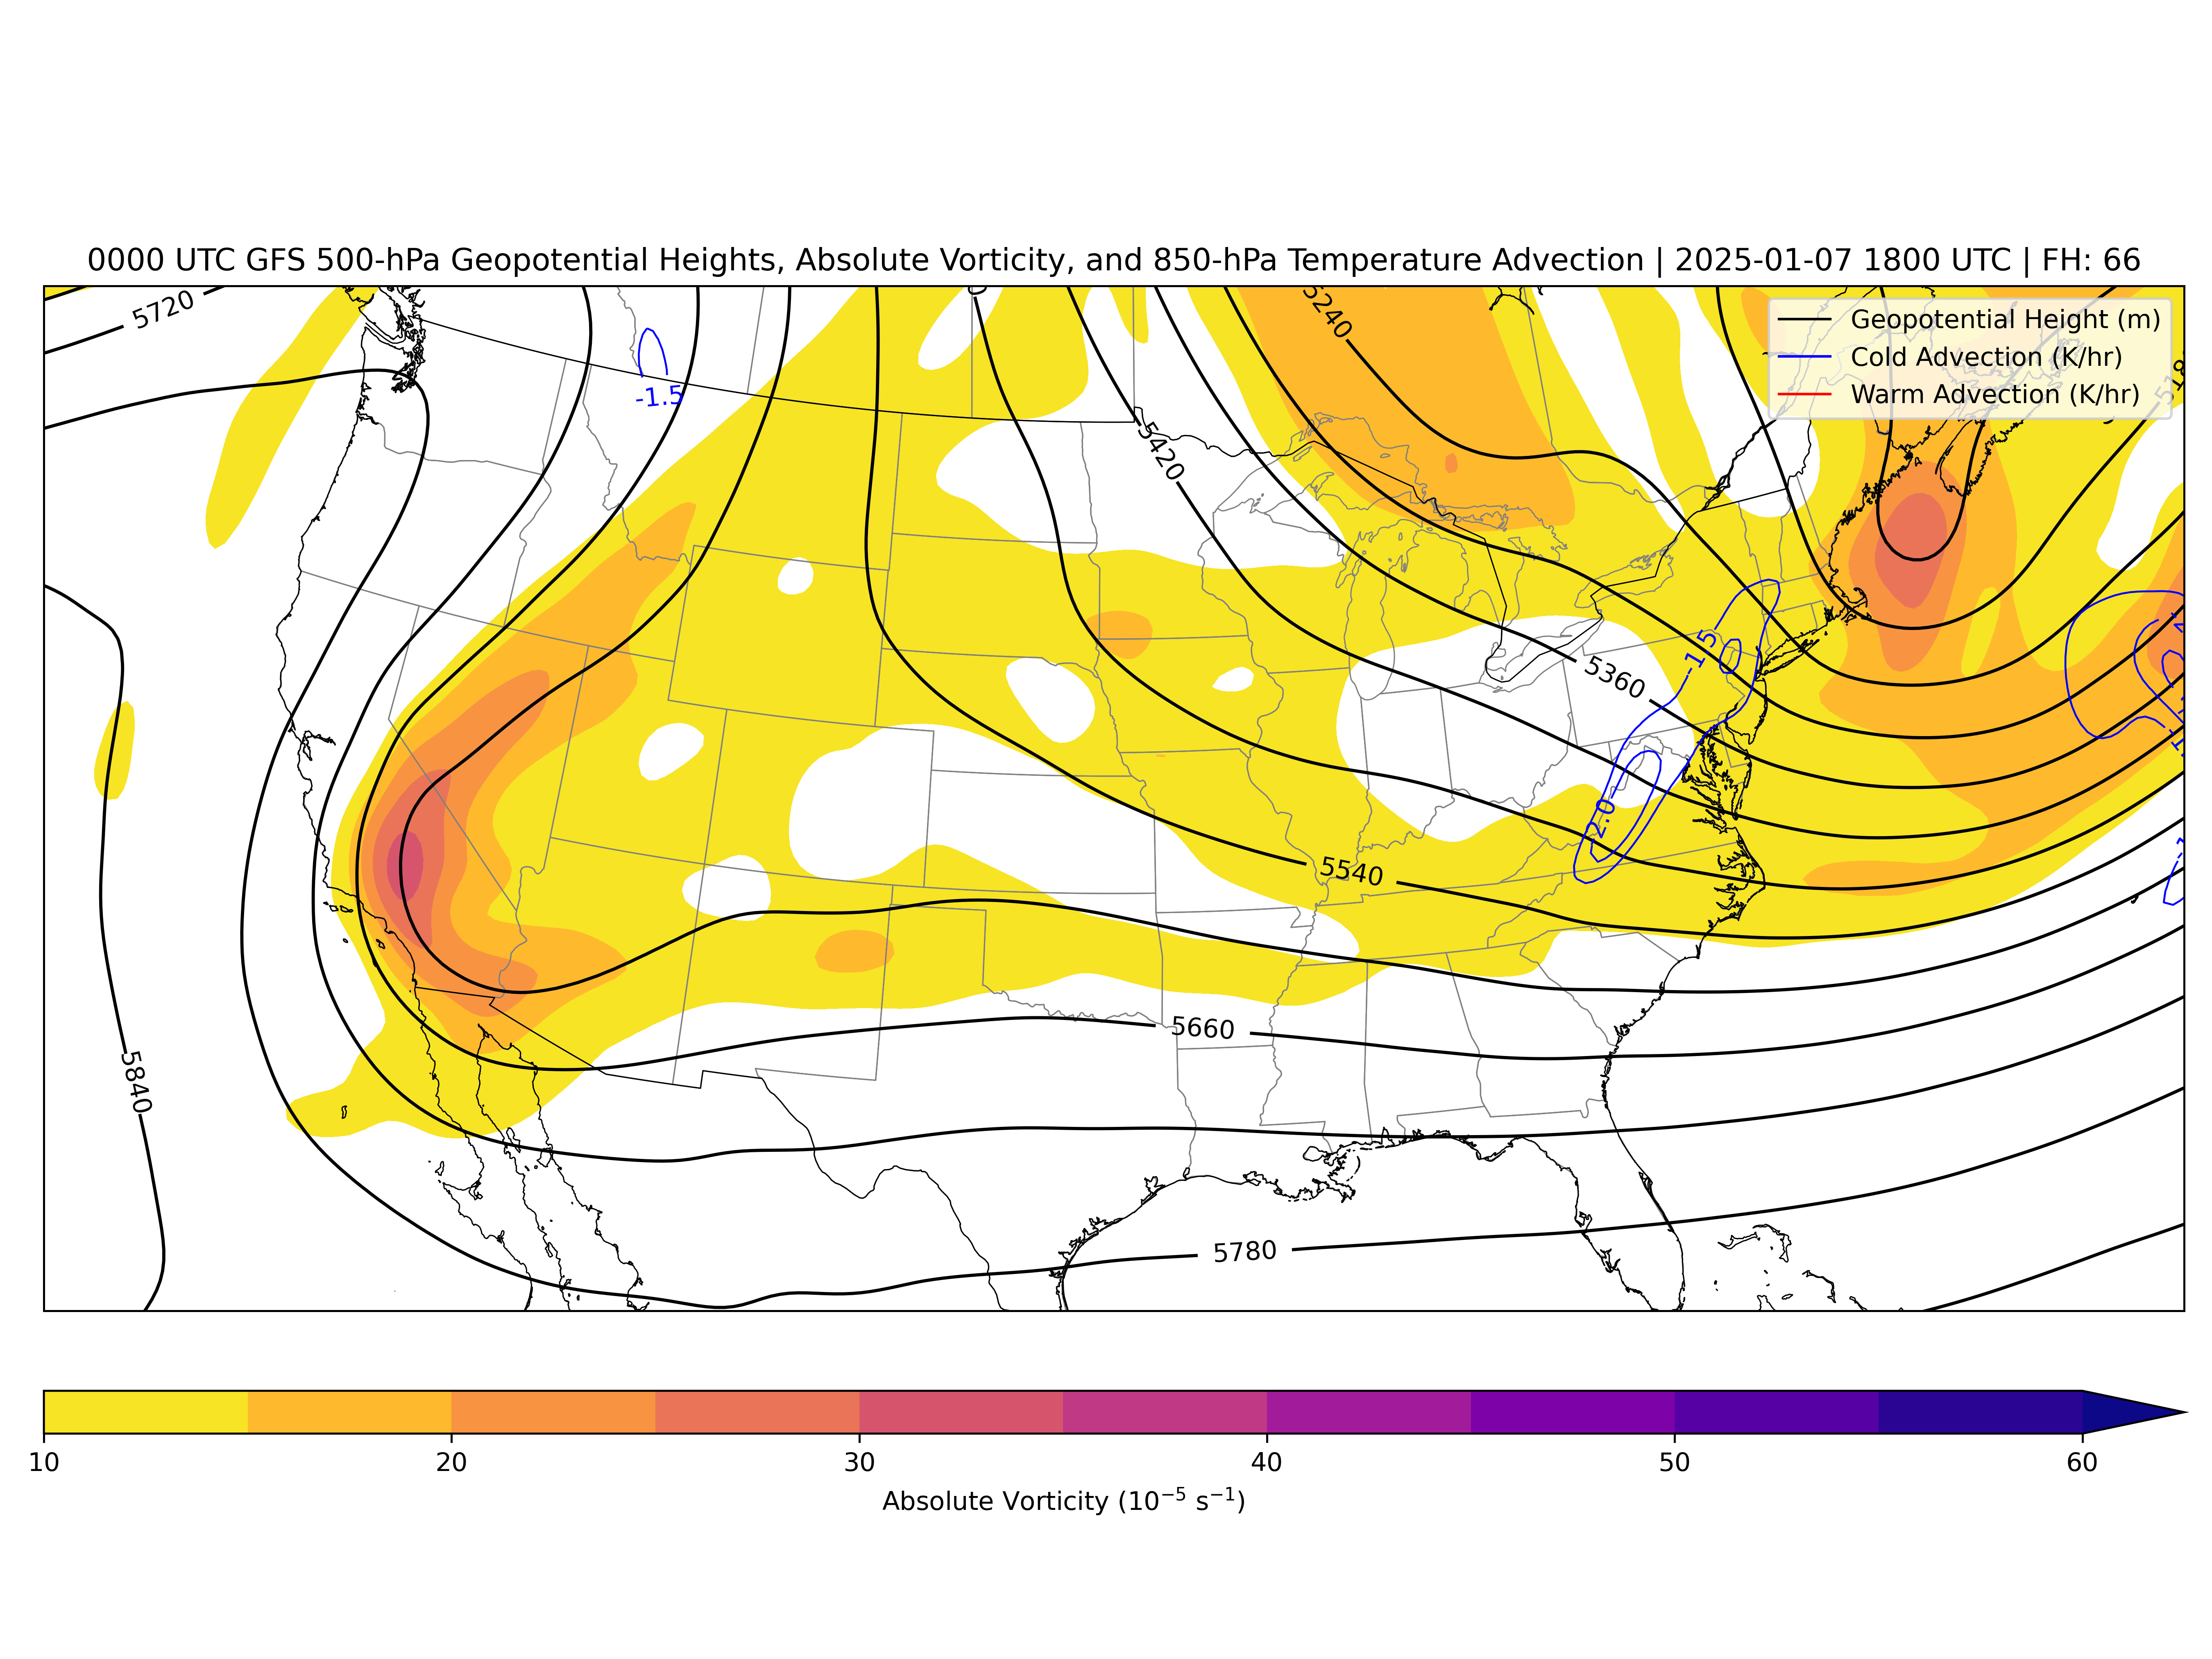 0000 UTC GFS 500-hPa Geopotential Heights, Absolute Vorticity, and 850-hPa Temperature Advection | 2025-01-07 1800 UTC | FH: 66
5720
5240
Geopotential Height (m)
Cold Advection (K/hr)
Warm Advection (K/hr)
-1.5
5420
-1.5
5360
-2.0
5540
5660
5840
5780
10 20 30 40 50 60
Absolute Vorticity (10⁻⁵ s⁻¹)